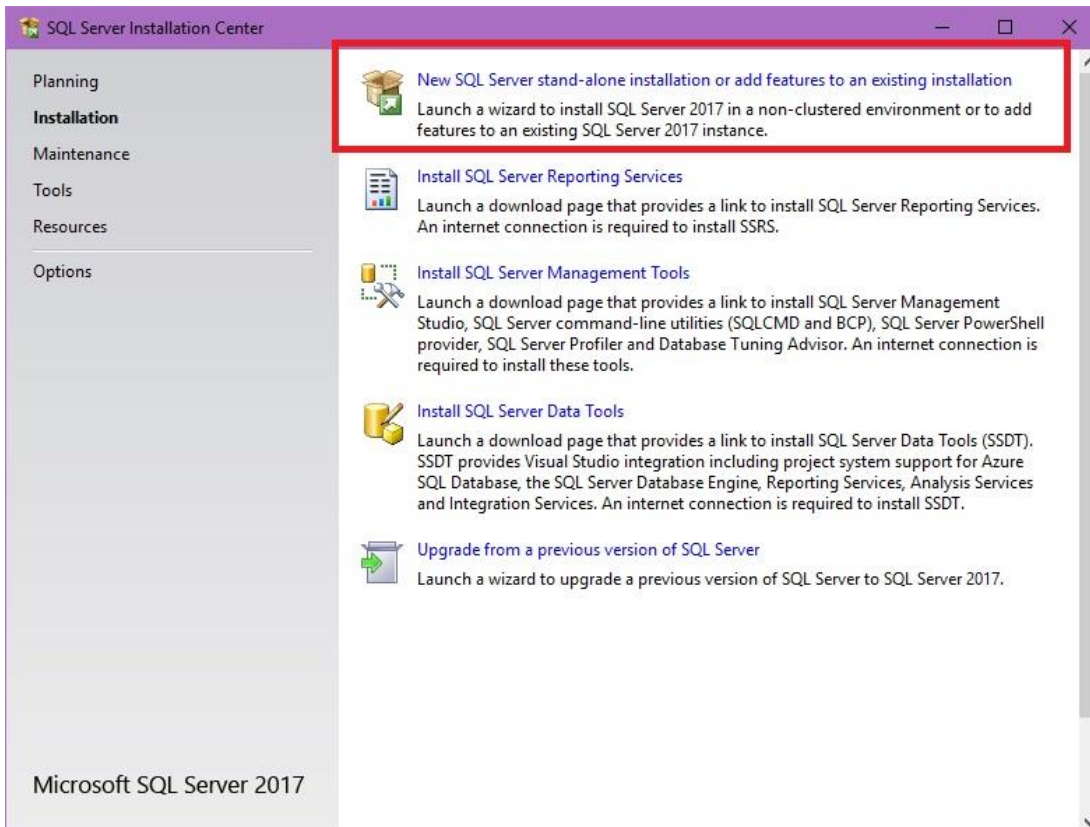 SQL Server Installation Center
Planning
Installation
Maintenance
Tools
Resources
Options
Microsoft SQL Server 2017
New SQL Server stand-alone installation or add features to an existing installation
Launch a wizard to install SQL Server 2017 in a non-clustered environment or to add
features to an existing SQL Server 2017 instance.
Install SQL Server Reporting Services
Launch a download page that provides a link to install SQL Server Reporting Services.
An internet connection is required to install SSRS.
Install SQL Server Management Tools
Launch a download page that provides a link to install SQL Server Management
Studio, SQL Server command-line utilities (SQLCMD and BCP), SQL Server PowerShell
provider, SQL Server Profiler and Database Tuning Advisor. An internet connection is
required to install these tools.
Install SQL Server Data Tools
Launch a download page that provides a link to install SQL Server Data Tools (SSDT).
SSDT provides Visual Studio integration including project system support for Azure
SQL Database, the SQL Server Database Engine, Reporting Services, Analysis Services
and Integration Services. An internet connection is required to install SSDT.
Upgrade from a previous version of SQL Server
Launch a wizard to upgrade a previous version of SQL Server to SQL Server 2017.